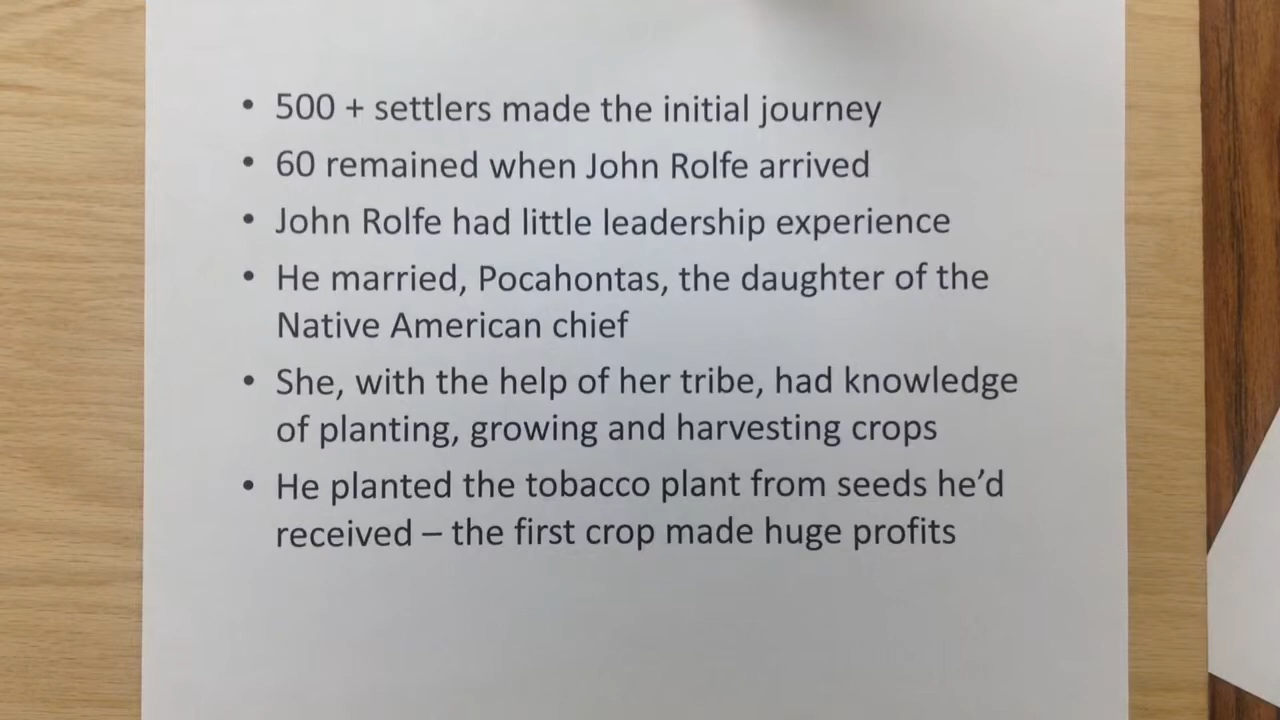 • 500 + settlers made the initial journey
• 60 remained when John Rolfe arrived
• John Rolfe had little leadership experience
• He married, Pocahontas, the daughter of the
Native American chief
• She, with the help of her tribe, had knowledge
of planting, growing and harvesting crops
• He planted the tobacco plant from seeds he’d
received – the first crop made huge profits